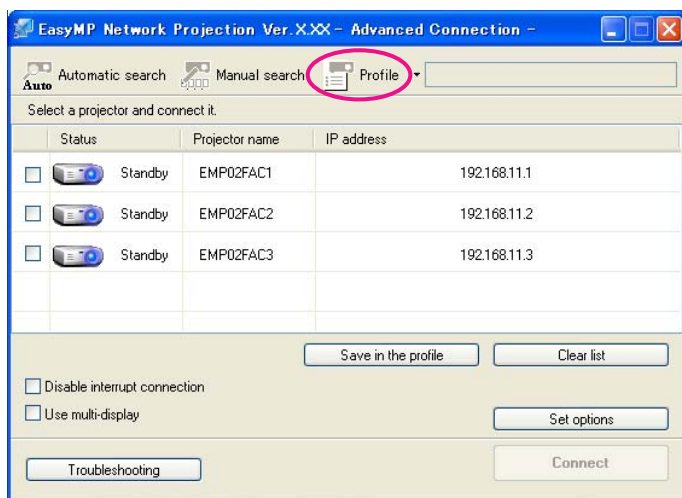 EasyMP Network Projection Ver.X.XX - Advanced Connection -
Auto Automatic search Manual search Profile
Select a projector and connect it.
Status Projector name IP address
Standby EMP02FAC1 192.168.11.1
Standby EMP02FAC2 192.168.11.2
Standby EMP02FAC3 192.168.11.3
Save in the profile Clear list
Disable interrupt connection
Use multi-display
Set options
Troubleshooting Connect